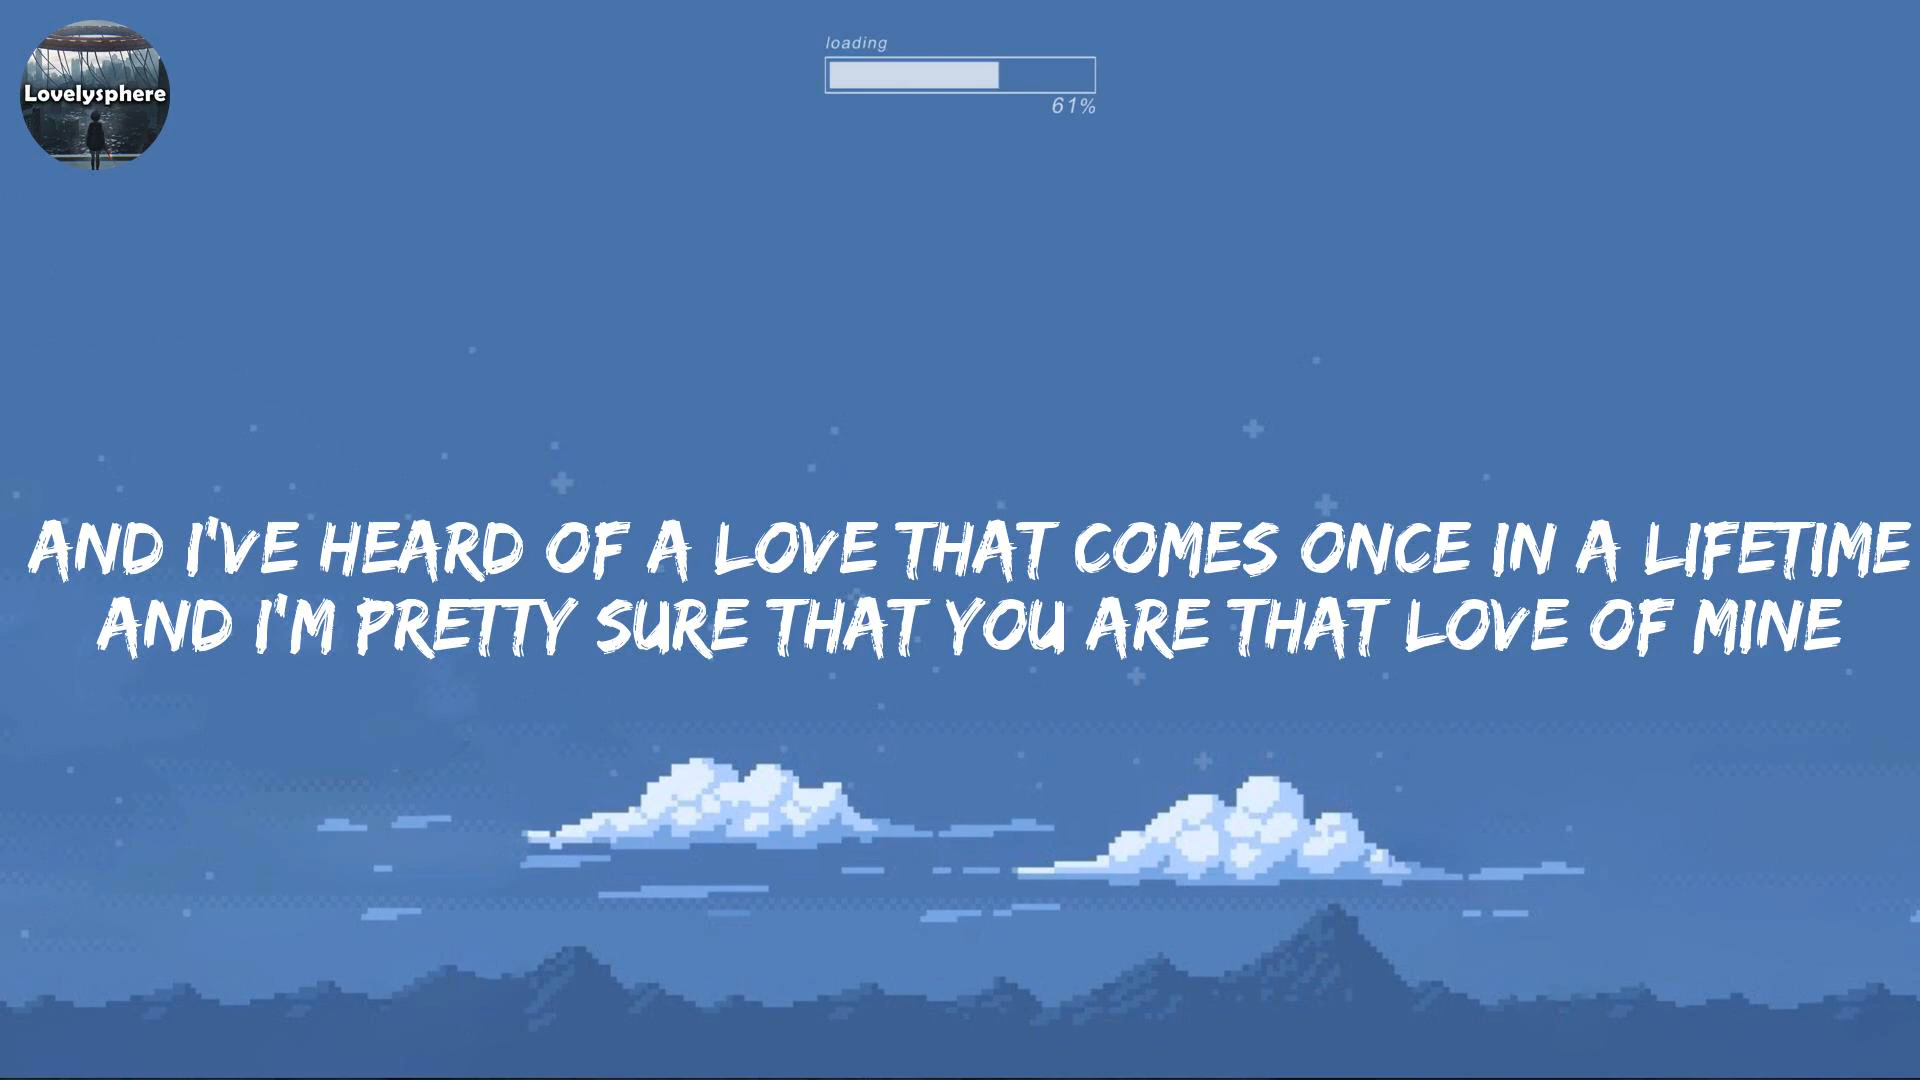 Lovelysphere
loading
61%
AND I'VE HEARD OF A LOVE THAT COMES ONCE IN A LIFETIME
AND I'M PRETTY SURE THAT YOU ARE THAT LOVE OF MINE